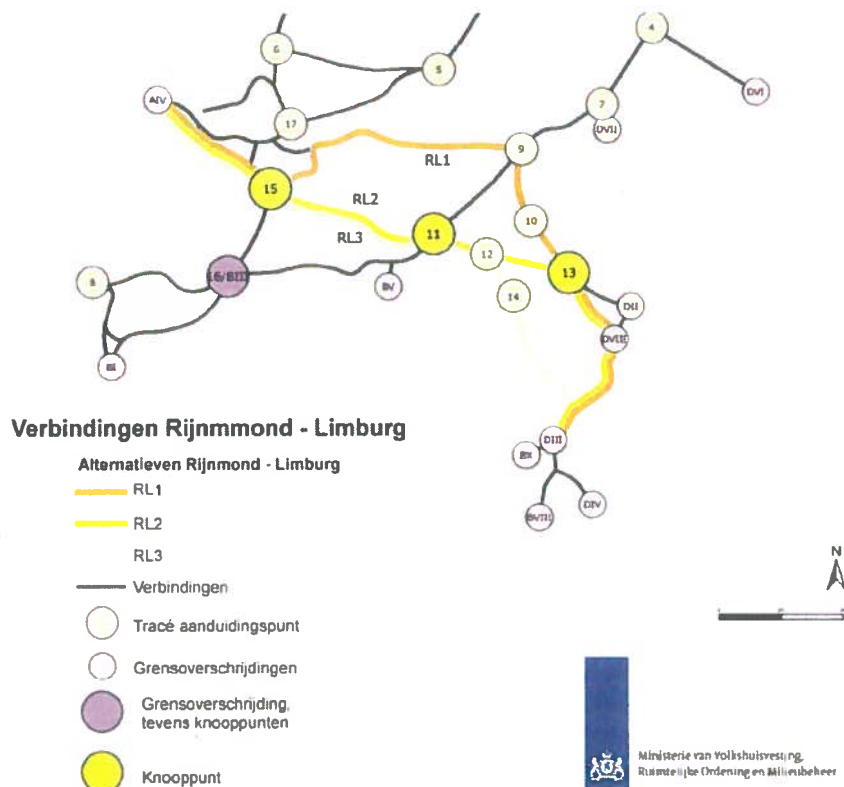 6
5
4
DVI
AIV
17
7
DVII
9
RL1
15
RL2
10
RL3
11
12
13
16/BIII
8
BV
14
DII
DVIII
Verbindingen Rijnmmond - Limburg
DIII
Alternatieven Rijnmond - Limburg
RL1
DIV
BVIII
RL2
RL3
N
Verbindingen
Tracé aanduidingspunt
Grensoverschrijdingen
Grensoverschrijding,
tevens knooppunten
Knooppunt
Ministerie van Volkshuisvesting,
Ruimtelijke Ordening en Milieubeheer